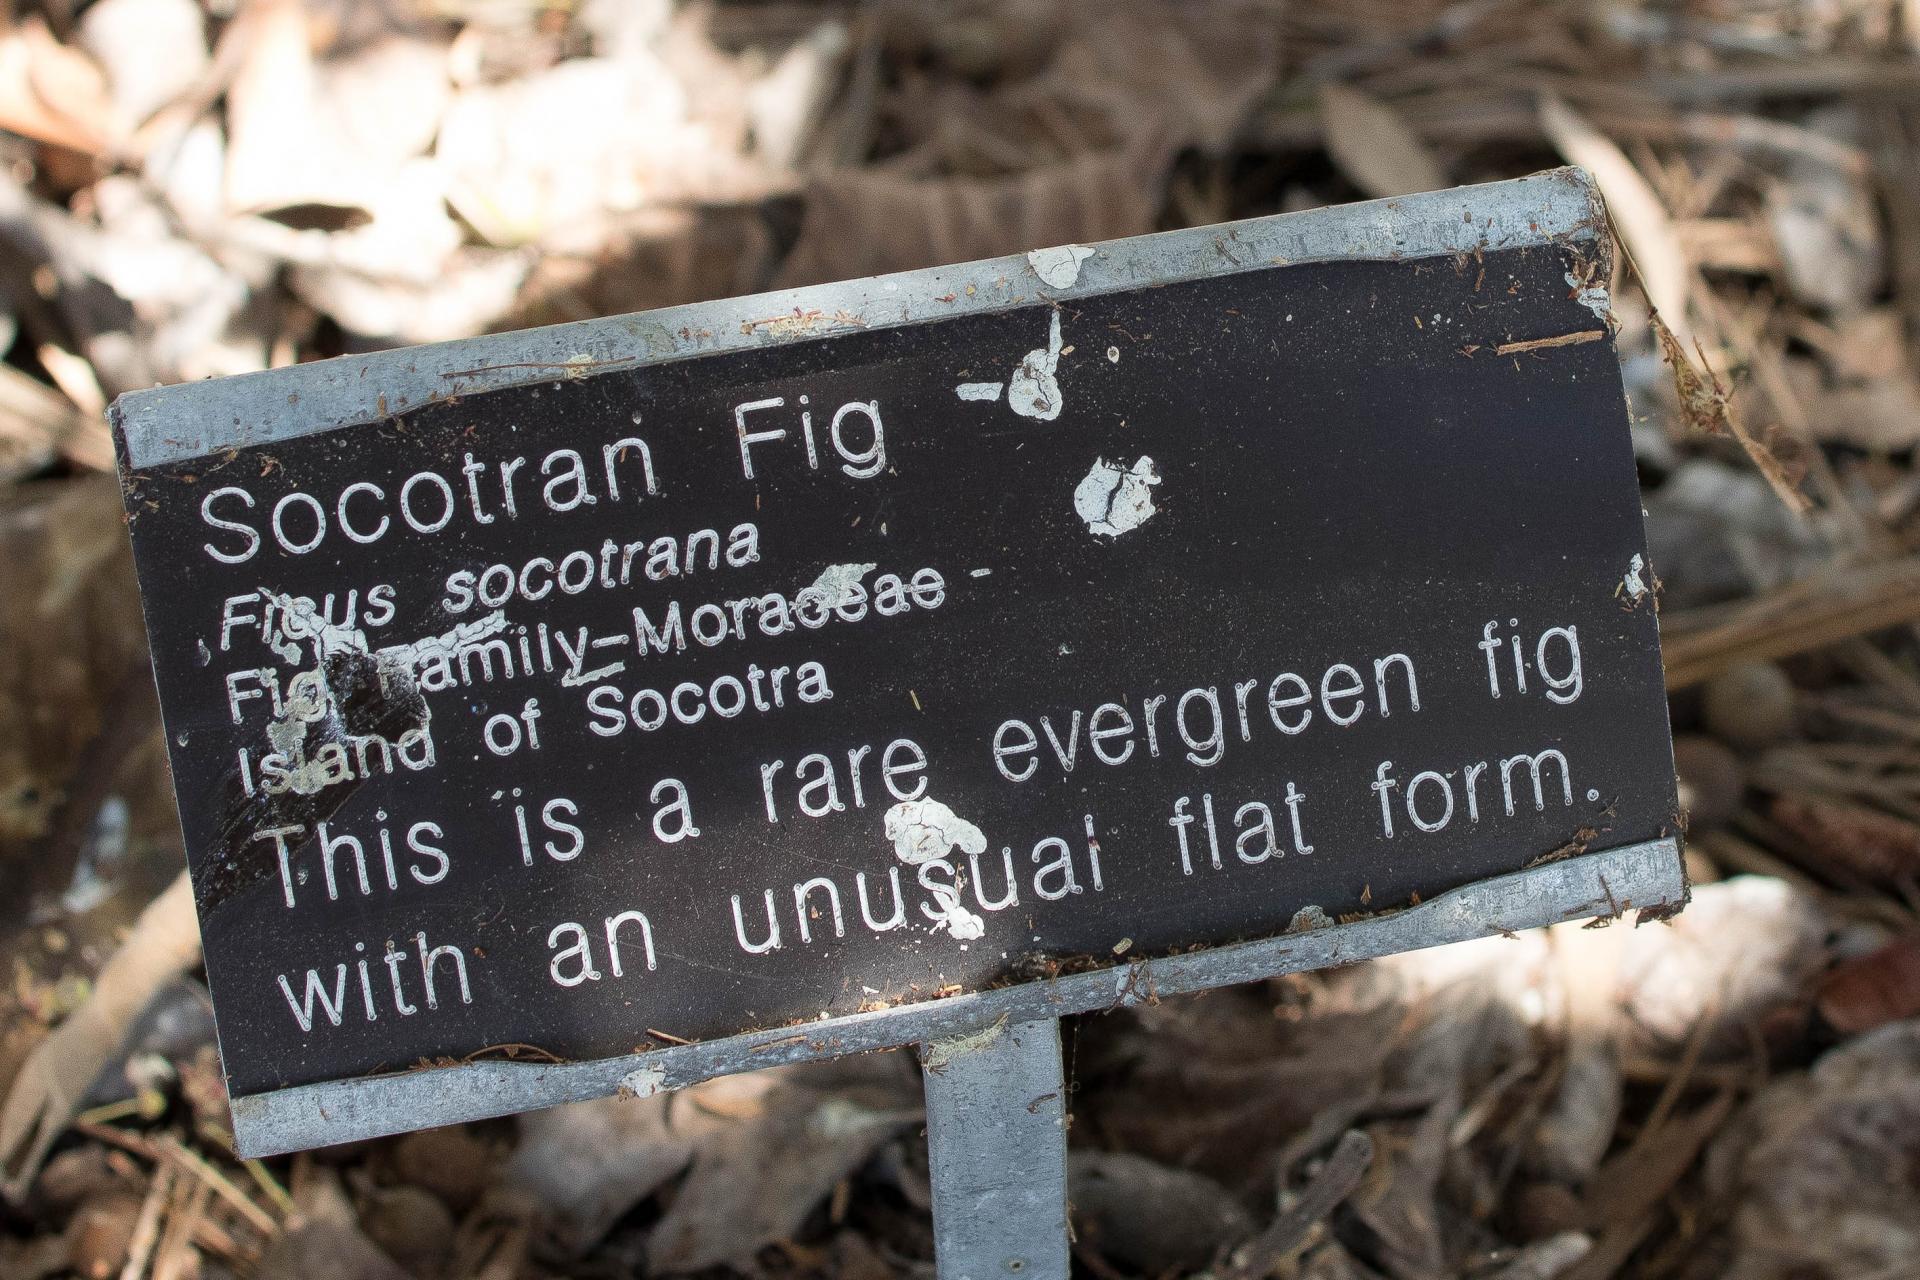 Socotran Fig
Ficus socotrana
Fig Family-Moraceae -
Island of Socotra
This is a rare evergreen fig
with an unusual flat form.